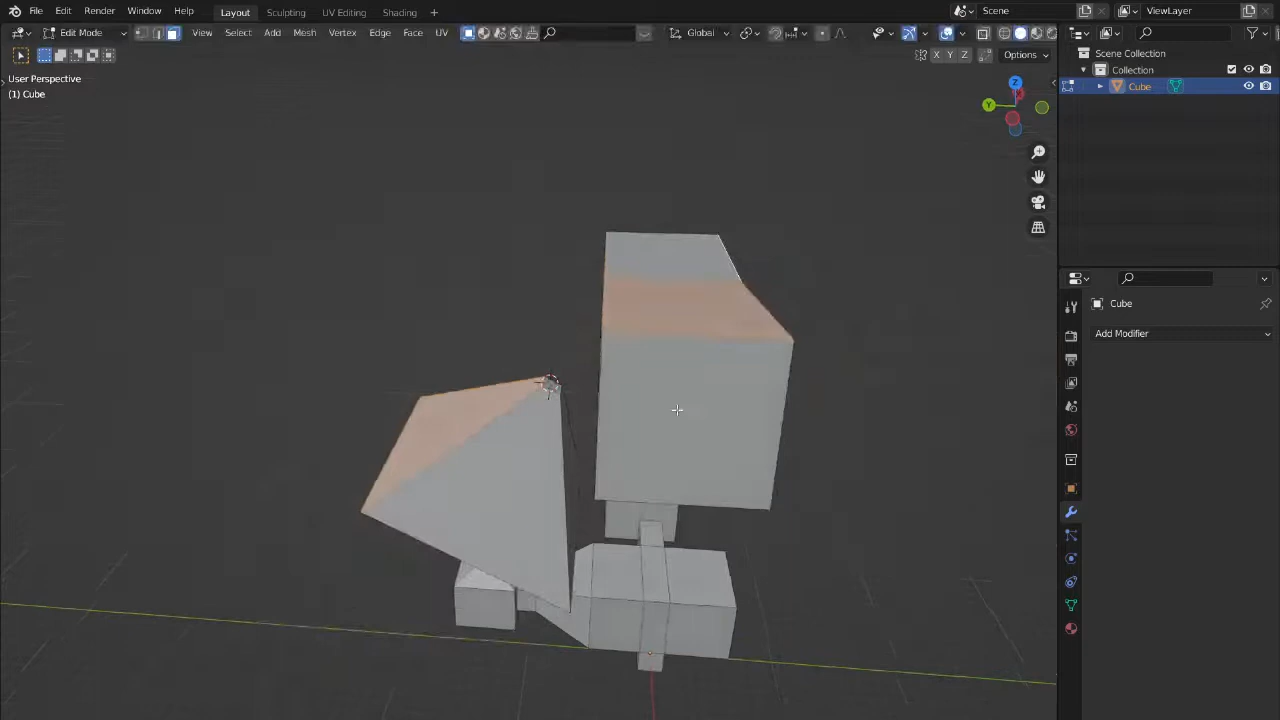 File Edit Render Window Help Layout Sculpting UV Editing Shading + Scene ViewLayer
Edit Mode View Select Add Mesh Vertex Edge Face UV Global
X Y Z Options
Scene Collection
Collection
Cube
User Perspective
(1) Cube
Z
Y
Cube
Add Modifier